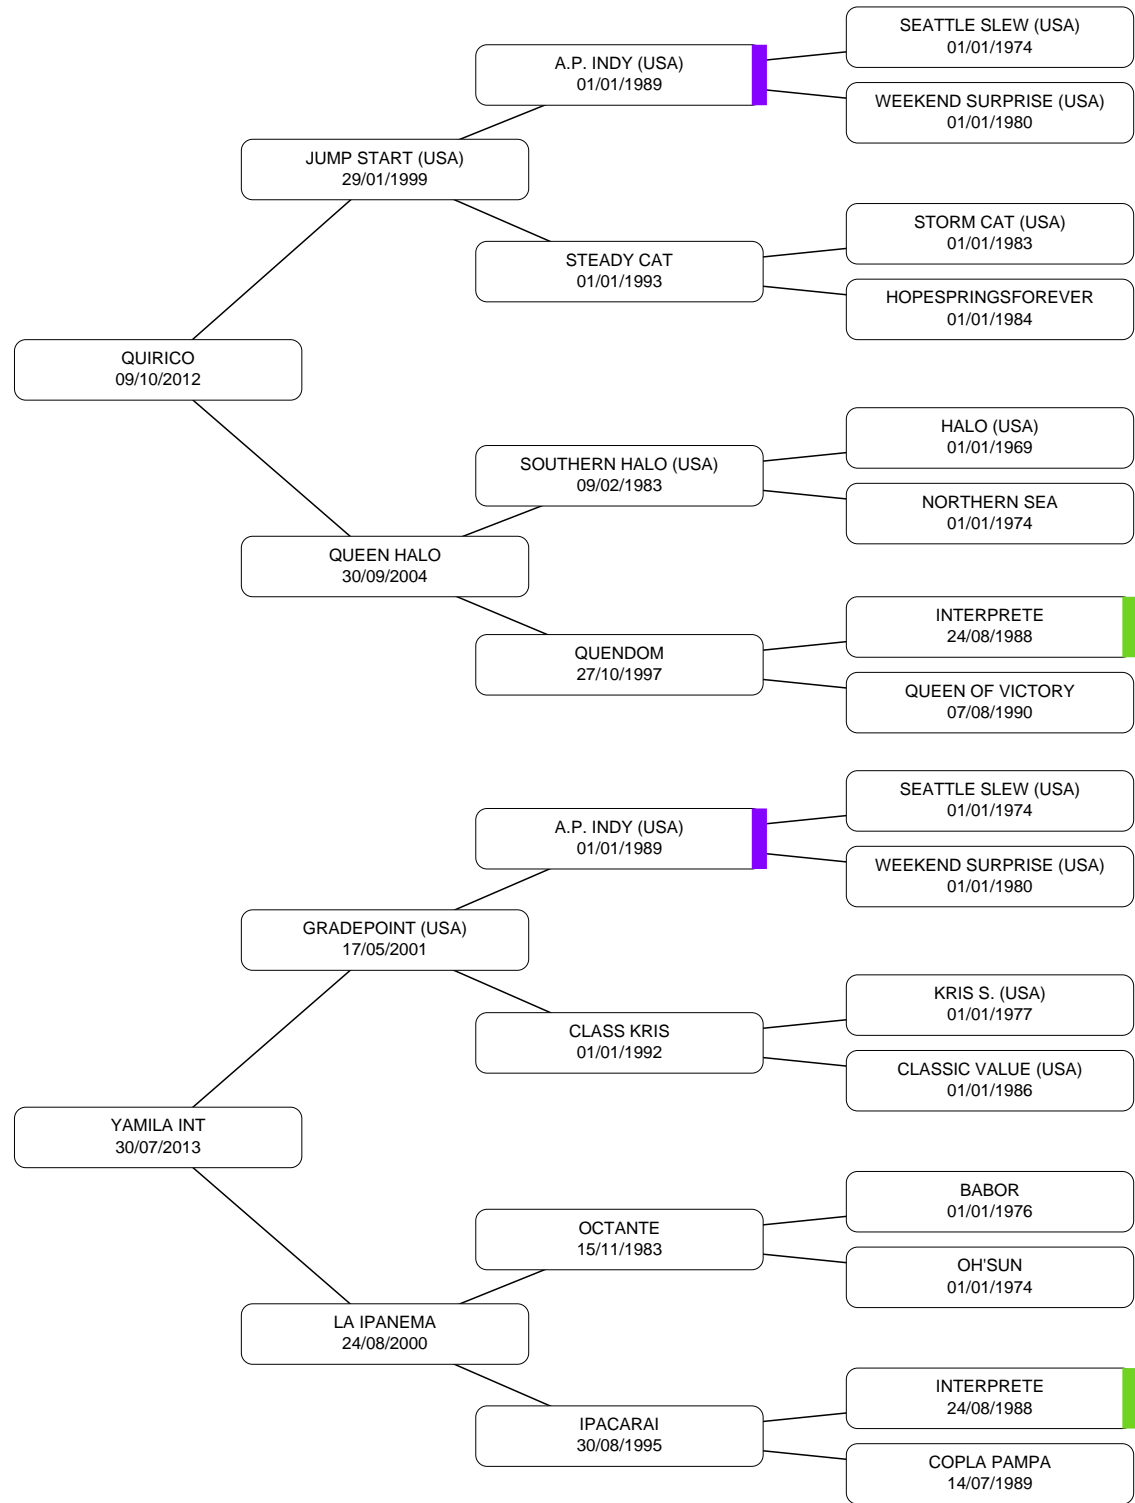 SEATTLE SLEW (USA)
01/01/1974
A.P. INDY (USA)
01/01/1989
WEEKEND SURPRISE (USA)
01/01/1980
JUMP START (USA)
29/01/1999
STORM CAT (USA)
01/01/1983
STEADY CAT
01/01/1993
HOPESPRINGSFOREVER
01/01/1984
QUIRICO
09/10/2012
HALO (USA)
01/01/1969
SOUTHERN HALO (USA)
09/02/1983
NORTHERN SEA
01/01/1974
QUEEN HALO
30/09/2004
INTERPRETE
24/08/1988
QUENDOM
27/10/1997
QUEEN OF VICTORY
07/08/1990
SEATTLE SLEW (USA)
01/01/1974
A.P. INDY (USA)
01/01/1989
WEEKEND SURPRISE (USA)
01/01/1980
GRADEPOINT (USA)
17/05/2001
KRIS S. (USA)
01/01/1977
CLASS KRIS
01/01/1992
CLASSIC VALUE (USA)
01/01/1986
YAMILA INT
30/07/2013
BABOR
01/01/1976
OCTANTE
15/11/1983
OH'SUN
01/01/1974
LA IPANEMA
24/08/2000
INTERPRETE
24/08/1988
IPACARAI
30/08/1995
COPLA PAMPA
14/07/1989